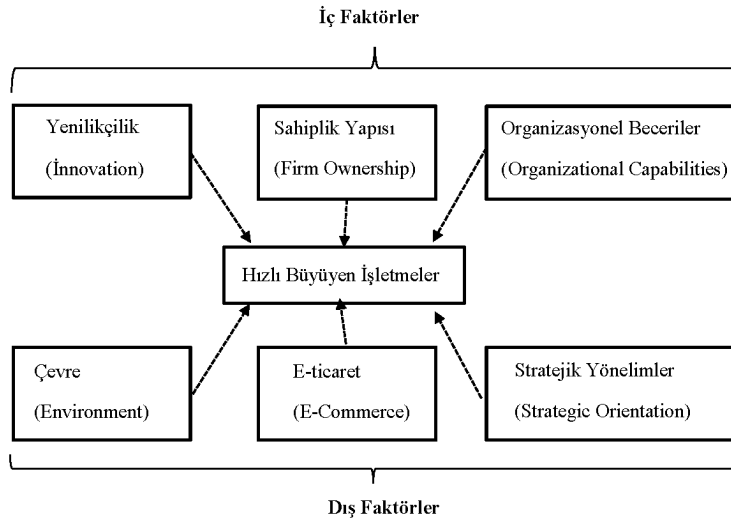 İç Faktörler
Yenilikçilik
(İnnovation)
Sahiplik Yapısı
(Firm Ownership)
Organizasyonel Beceriler
(Organizational Capabilities)
Hızlı Büyüyen İşletmeler
Çevre
(Environment)
E-ticaret
(E-Commerce)
Stratejik Yönelimler
(Strategic Orientation)
Dış Faktörler